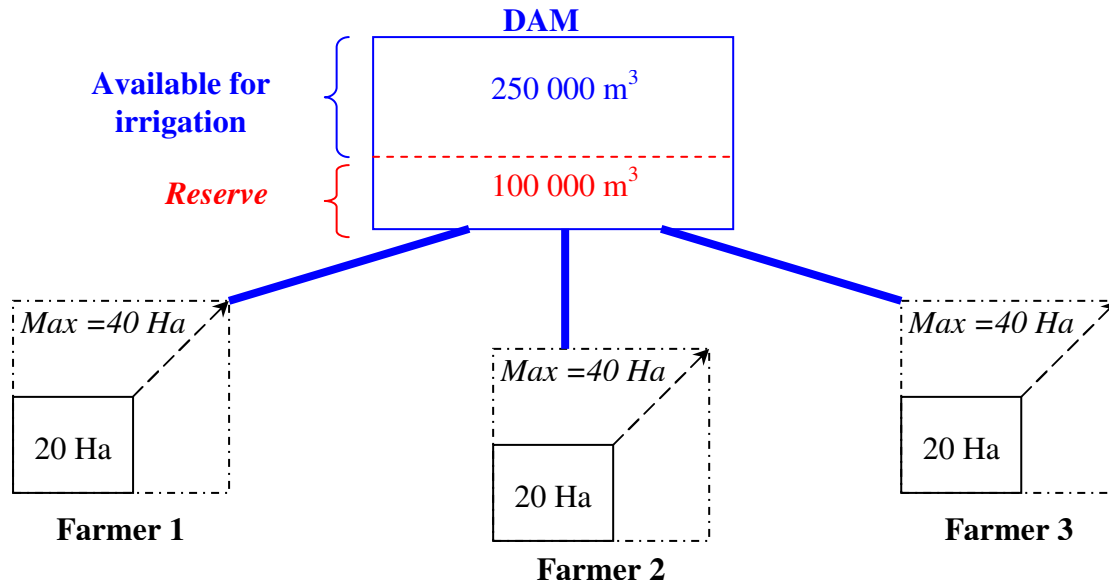 DAM
Available for
irrigation
250 000 m³
Reserve
100 000 m³
Max =40 Ha
20 Ha
Farmer 1
Max =40 Ha
20 Ha
Farmer 2
Max =40 Ha
20 Ha
Farmer 3